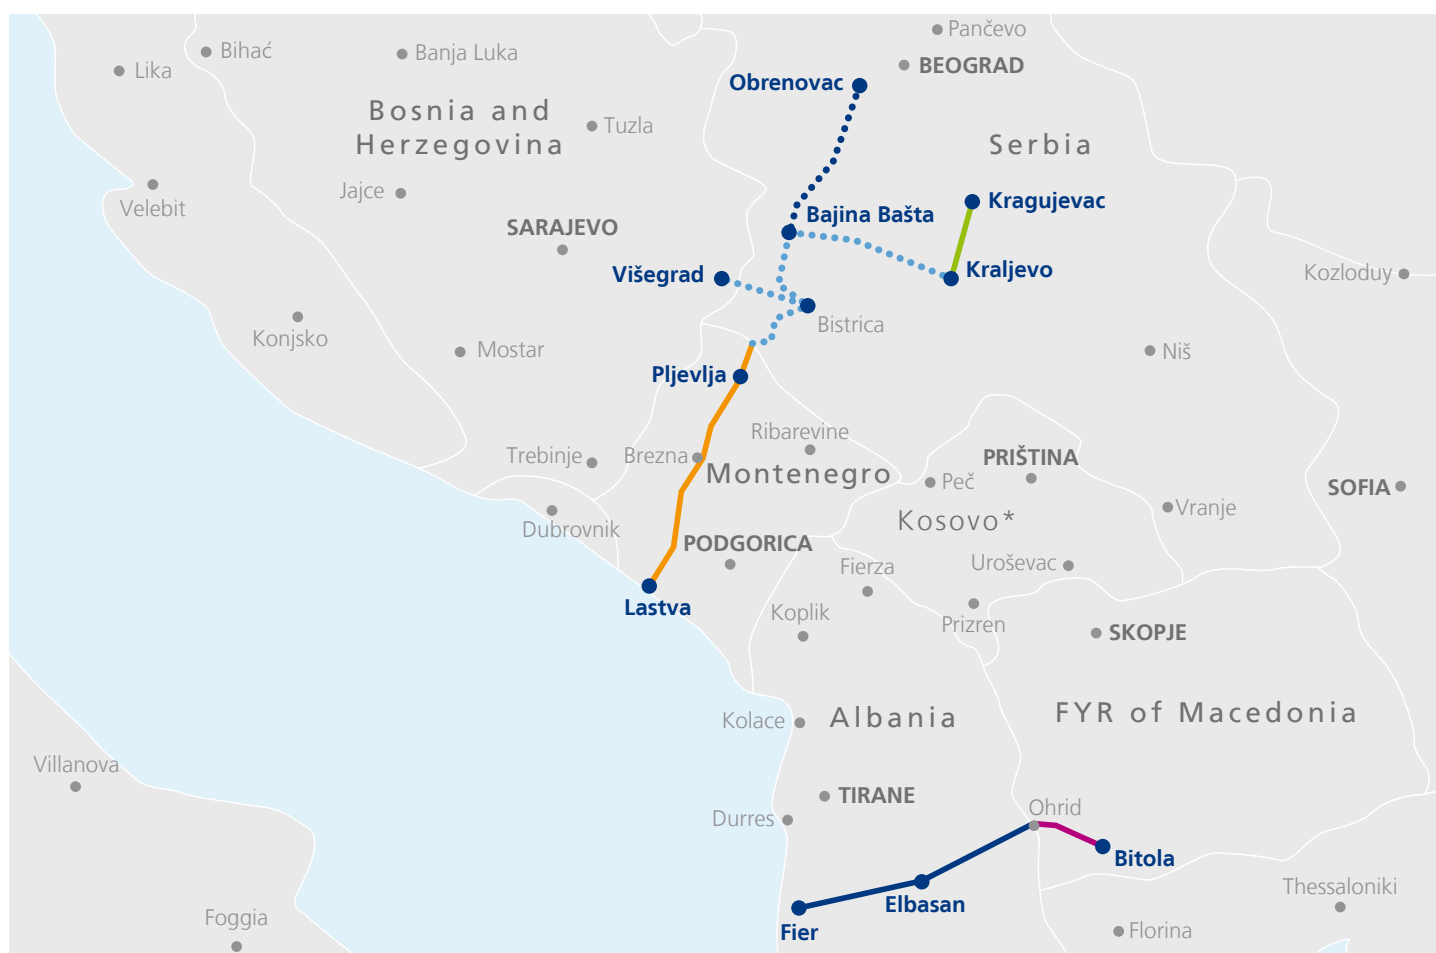 Pančevo
Bihać
Banja Luka
Lika
BEOGRAD
Obrenovac
Bosnia and
Herzegovina
Tuzla
Serbia
Jajce
Velebit
Kragujevac
Bajina Bašta
SARAJEVO
Višegrad
Kraljevo
Kozloduy
Bistrica
Konjsko
Mostar
Niš
Pljevlja
Ribarevine
Trebinje
Brezna
PRIŠTINA
Montenegro
Peč
SOFIA
Vranje
Kosovo*
Dubrovnik
PODGORICA
Fierza
Uroševac
Lastva
Koplik
Prizren
SKOPJE
Kolace
Albania
FYR of Macedonia
Villanova
TIRANE
Ohrid
Durres
Bitola
Thessaloniki
Elbasan
Foggia
Fier
Florina